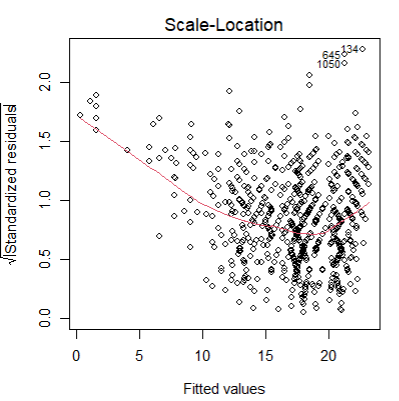 Scale-Location
√|Standardized residuals|
0.0 0.5 1.0 1.5 2.0
134
645
1050
0 5 10 15 20
Fitted values